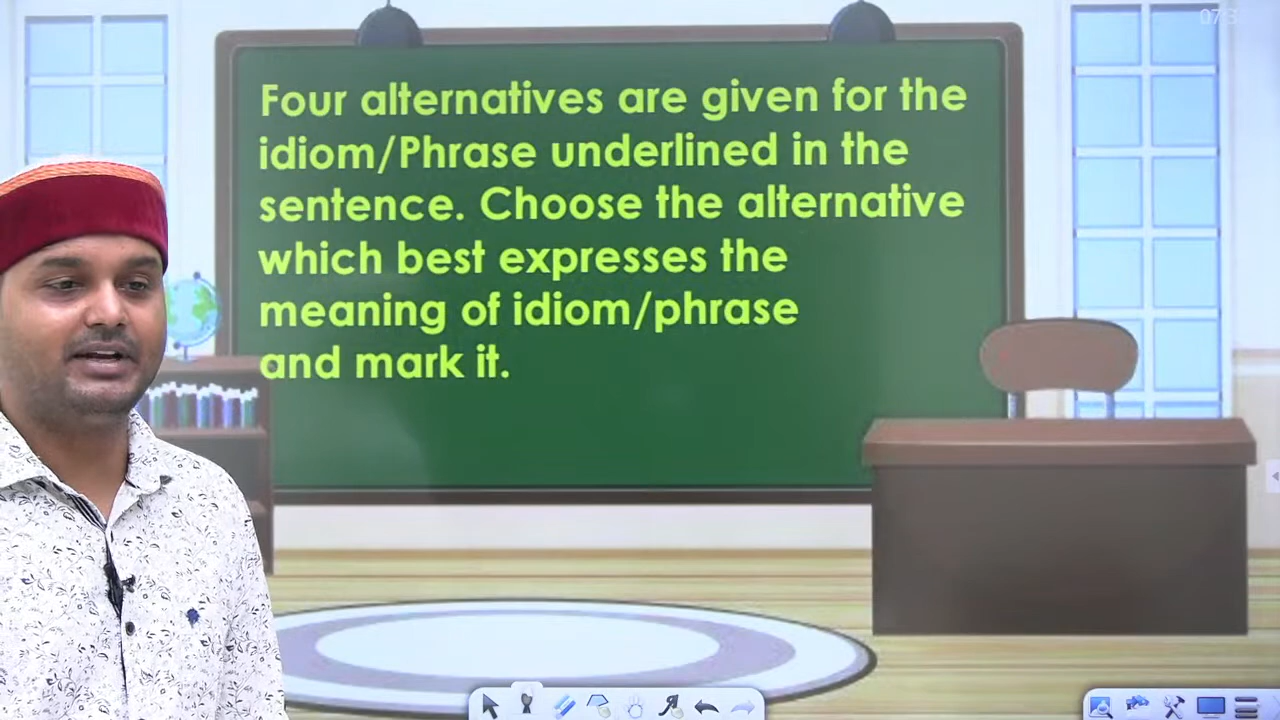 Four alternatives are given for the
idiom/Phrase underlined in the
sentence. Choose the alternative
which best expresses the
meaning of idiom/phrase
and mark it.